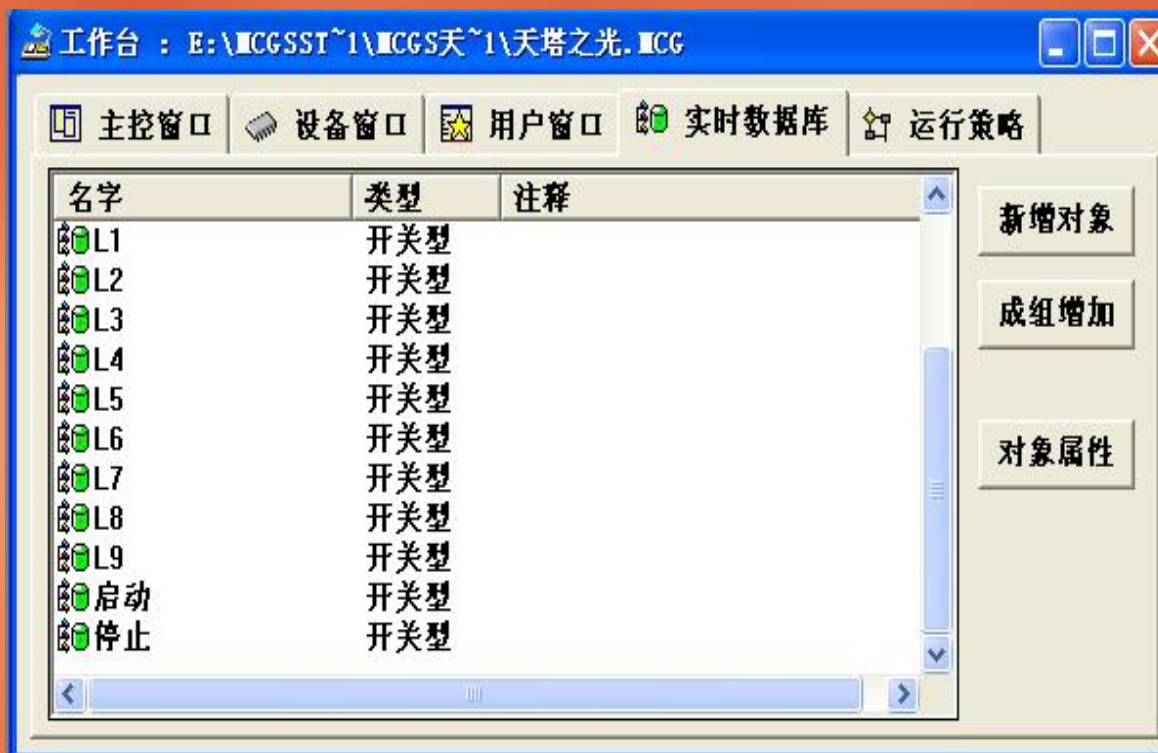 工作台 : E:\MCGSST~1\MCGS天~1\天塔之光.MCG
主控窗口 设备窗口 用户窗口 实时数据库 运行策略
名字 类型 注释
L1 开关型
L2 开关型
L3 开关型
L4 开关型
L5 开关型
L6 开关型
L7 开关型
L8 开关型
L9 开关型
启动 开关型
停止 开关型
新增对象
成组增加
对象属性